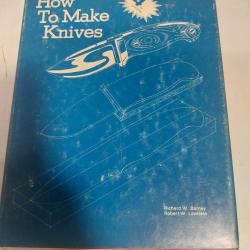 How
To Make
Knives
Richard W. Barney
Robert W. Loveless